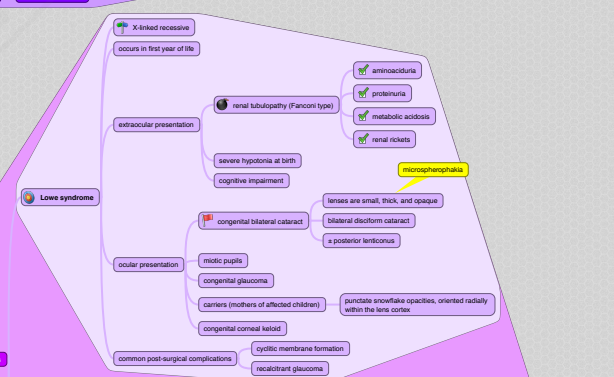 X-linked recessive
occurs in first year of life
extraocular presentation
renal tubulopathy (Fanconi type)
aminoaciduria
proteinuria
metabolic acidosis
renal rickets
severe hypotonia at birth
cognitive impairment
Lowe syndrome
ocular presentation
congenital bilateral cataract
microspherophakia
lenses are small, thick, and opaque
bilateral disciform cataract
± posterior lenticonus
miotic pupils
congenital glaucoma
carriers (mothers of affected children)
punctate snowflake opacities, oriented radially
within the lens cortex
congenital corneal keloid
common post-surgical complications
cyclitic membrane formation
recalcitrant glaucoma